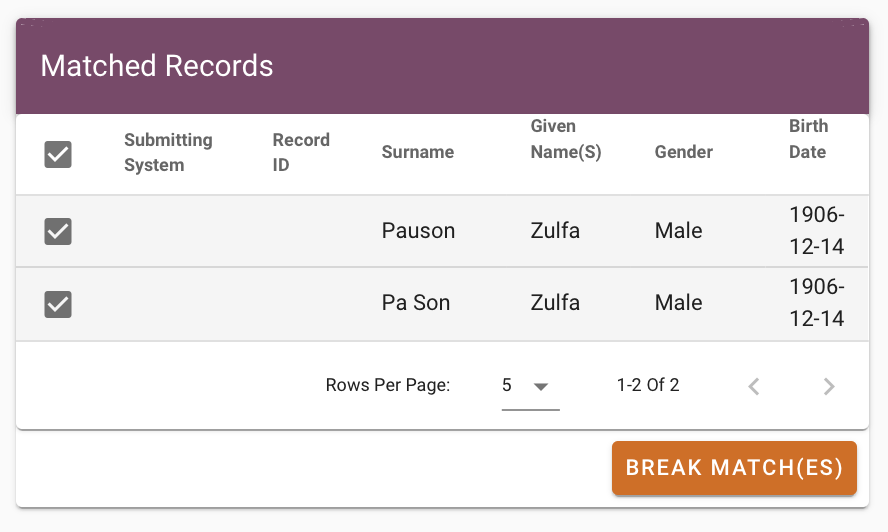 Matched Records
Submitting System Record ID Surname Given Name(S) Gender Birth Date
Pauson Zulfa Male 1906-12-14
Pa Son Zulfa Male 1906-12-14
Rows Per Page: 5 1-2 Of 2
BREAK MATCH(ES)